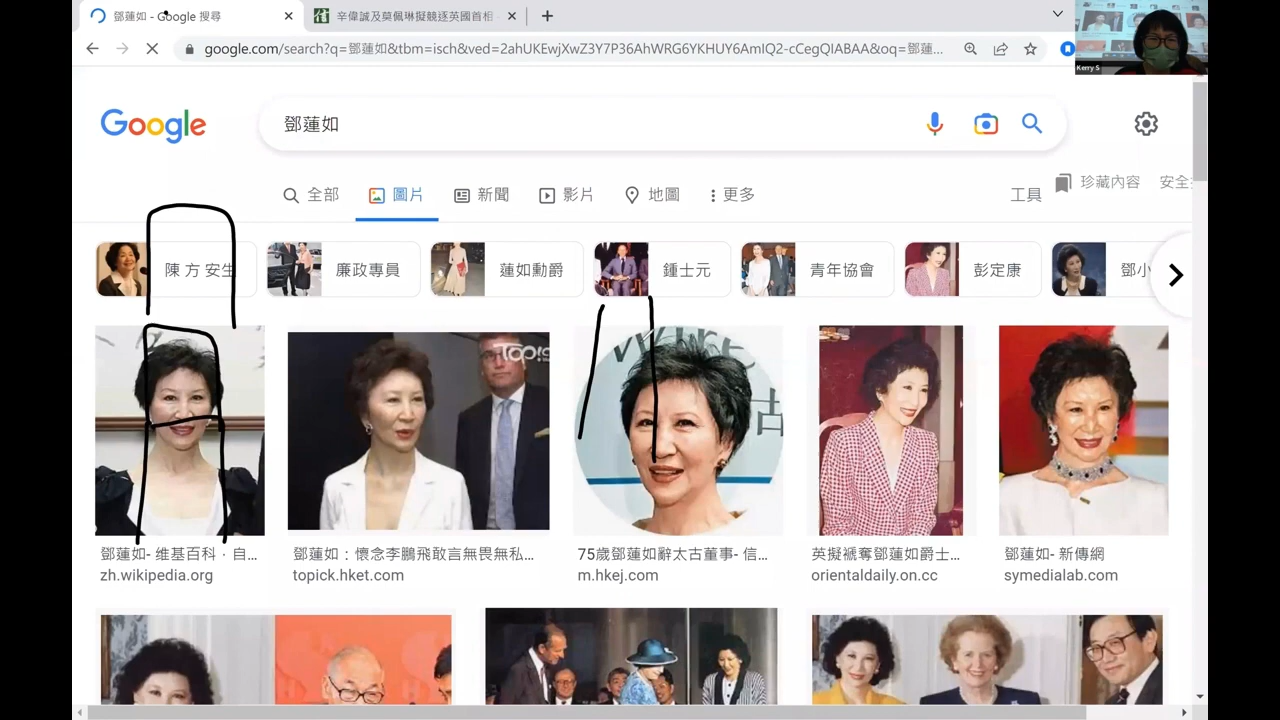 鄧蓮如 - Google 搜尋
辛偉誠及莫佩琳擬競逐英國首相
google.com/search?q=鄧蓮如&tbm=isch&ved=2ahUKEwjXwZ3Y7P36AhWRG6YKHUY6AmIQ2-cCegQIABAA&oq=鄧蓮...
Kerry S
Google
鄧蓮如
全部 圖片 新聞 影片 地圖 更多 工具 珍藏內容 安全
陳方安生 廉政專員 蓮如勳爵 鍾士元 青年協會 彭定康 鄧小
TOPick
鄧蓮如- 维基百科，自...
zh.wikipedia.org
鄧蓮如：懷念李鵬飛敢言無畏無私...
topick.hket.com
75歲鄧蓮如辭太古董事- 信...
m.hkej.com
英擬褫奪鄧蓮如爵士...
orientaldaily.on.cc
鄧蓮如- 新傳網
symedialab.com